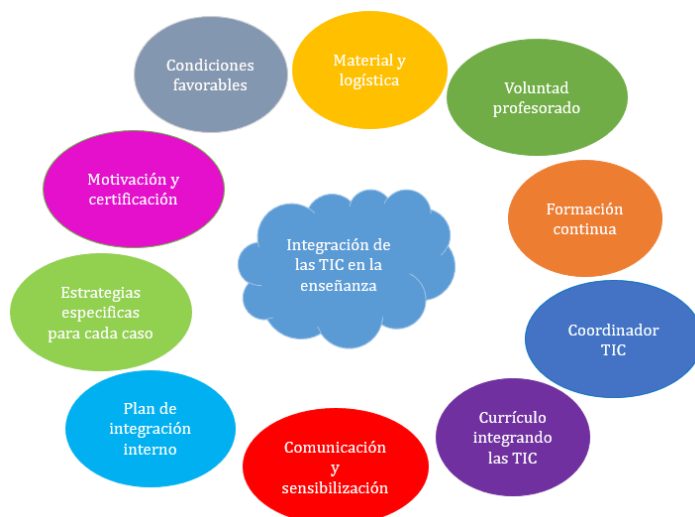 Material y
logística
Condiciones
favorables
Voluntad
profesorado
Motivación y
certificación
Formación
continua
Integración de
las TIC en la
enseñanza
Estrategias
especificas
para cada caso
Coordinador
TIC
Plan de
integración
interno
Currículo
integrando
las TIC
Comunicación
y
sensibilización